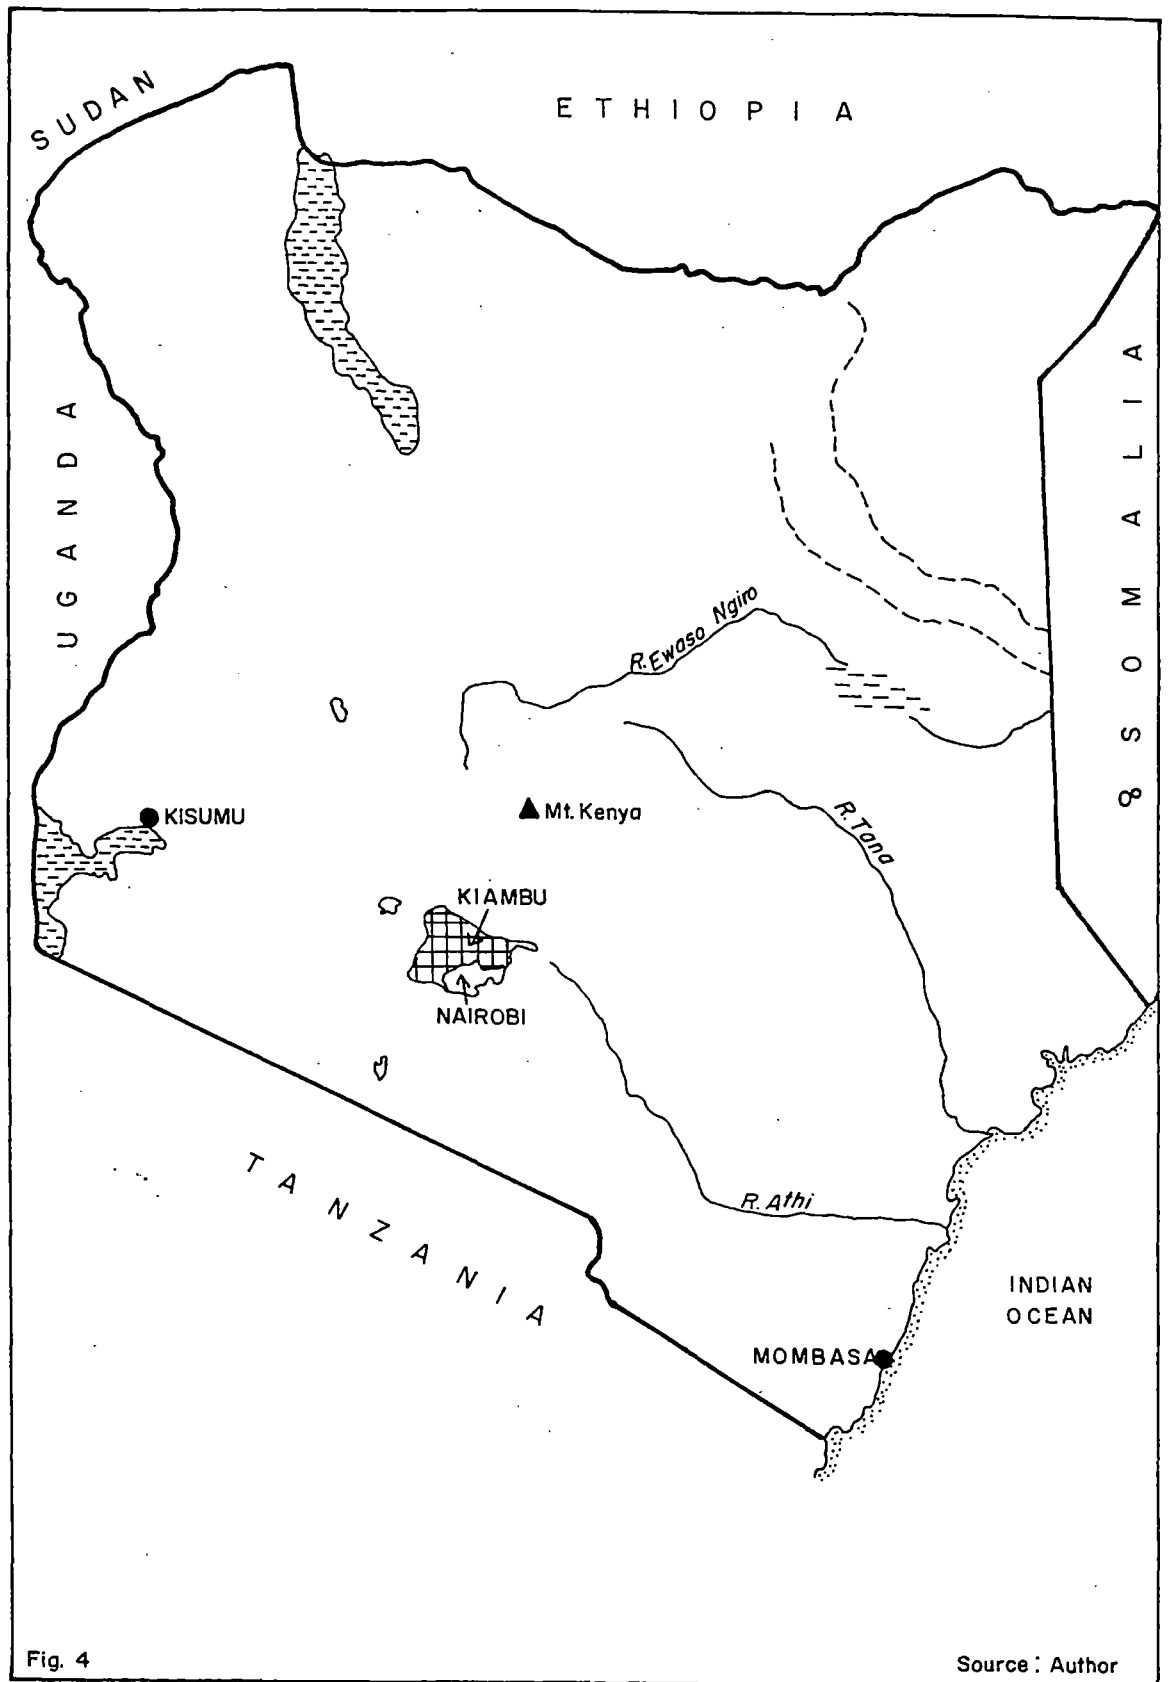 SUDAN
ETHIOPIA
UGANDA
SOMALIA
R. Ewaso Ngiro
KISUMU
Mt. Kenya
R. Tana
KIAMBU
NAIROBI
TANZANIA
R. Athi
INDIAN
OCEAN
MOMBASA
Fig. 4
Source: Author